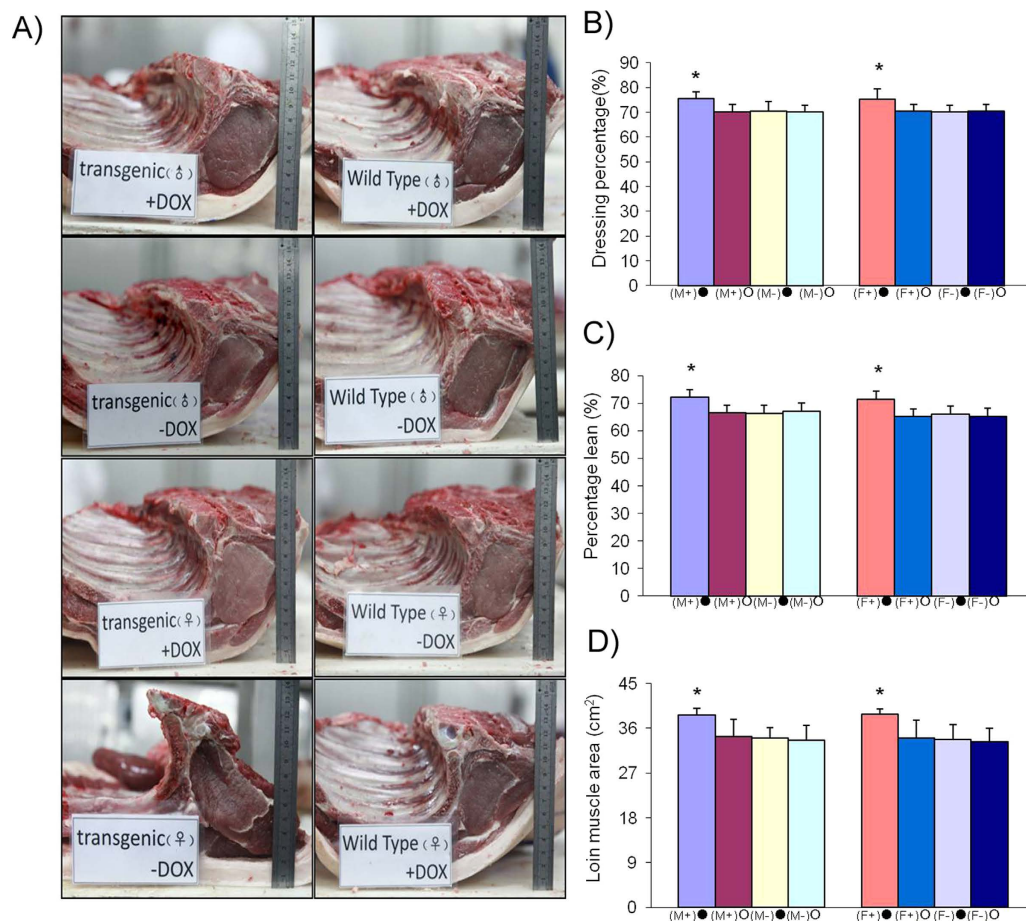 A)
transgenic(♂)
+DOX
Wild Type(♂)
+DOX
transgenic(♂)
-DOX
Wild Type(♂)
-DOX
transgenic(♀)
+DOX
Wild Type(♀)
-DOX
transgenic(♀)
-DOX
Wild Type(♀)
+DOX
B)
Dressing percentage(%)
90
80
70
60
50
40
30
20
10
0
* *
(M+)● (M+)○ (M-)● (M-)○ (F+)● (F+)○ (F-)● (F-)○
C)
Percentage lean (%)
80
70
60
50
40
30
20
10
0
* *
(M+)● (M+)○ (M-)● (M-)○ (F+)● (F+)○ (F-)● (F-)○
D)
Loin muscle area (cm²)
45
36
27
18
9
0
* *
(M+)● (M+)○ (M-)● (M-)○ (F+)● (F+)○ (F-)● (F-)○